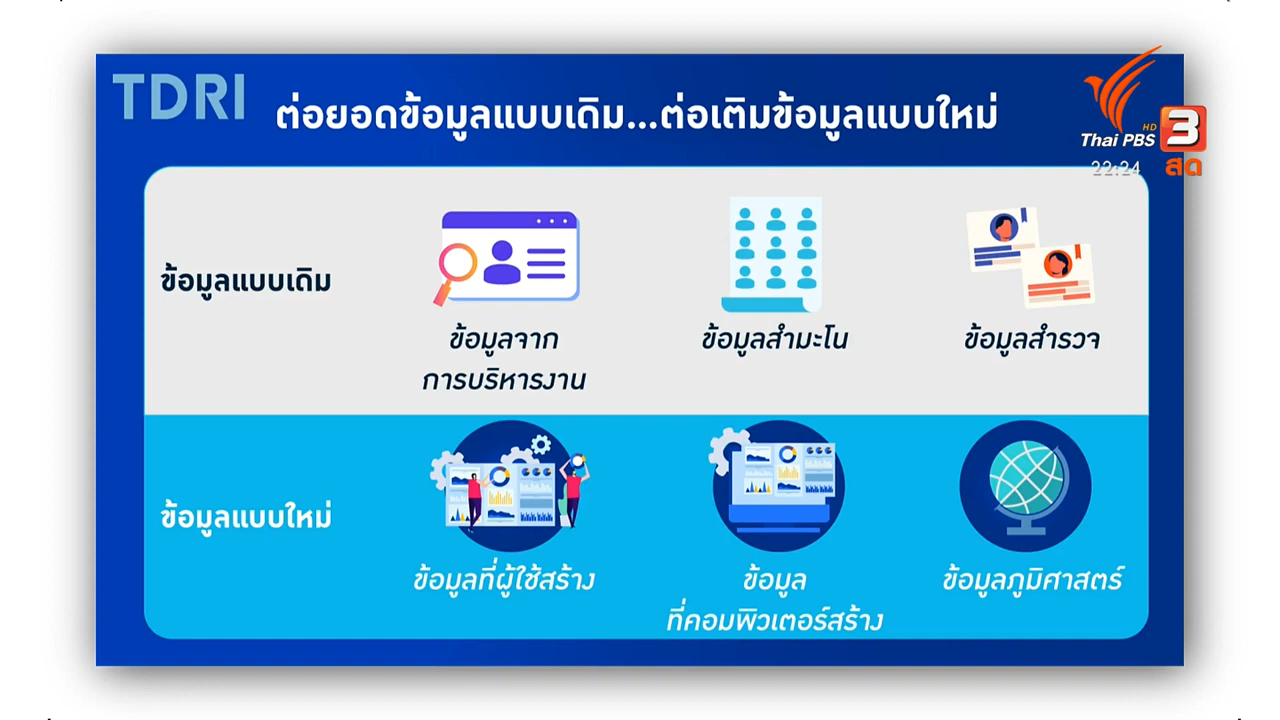 TDRI
ต่อยอดข้อมูลแบบเดิม...ต่อเติมข้อมูลแบบใหม่
Thai PBS HD 3
22:24 สด
ข้อมูลแบบเดิม
ข้อมูลจาก
การบริหารงาน
ข้อมูลสำมะโน
ข้อมูลสำรวจ
ข้อมูลแบบใหม่
ข้อมูลที่ผู้ใช้สร้าง
ข้อมูล
ที่คอมพิวเตอร์สร้าง
ข้อมูลภูมิศาสตร์